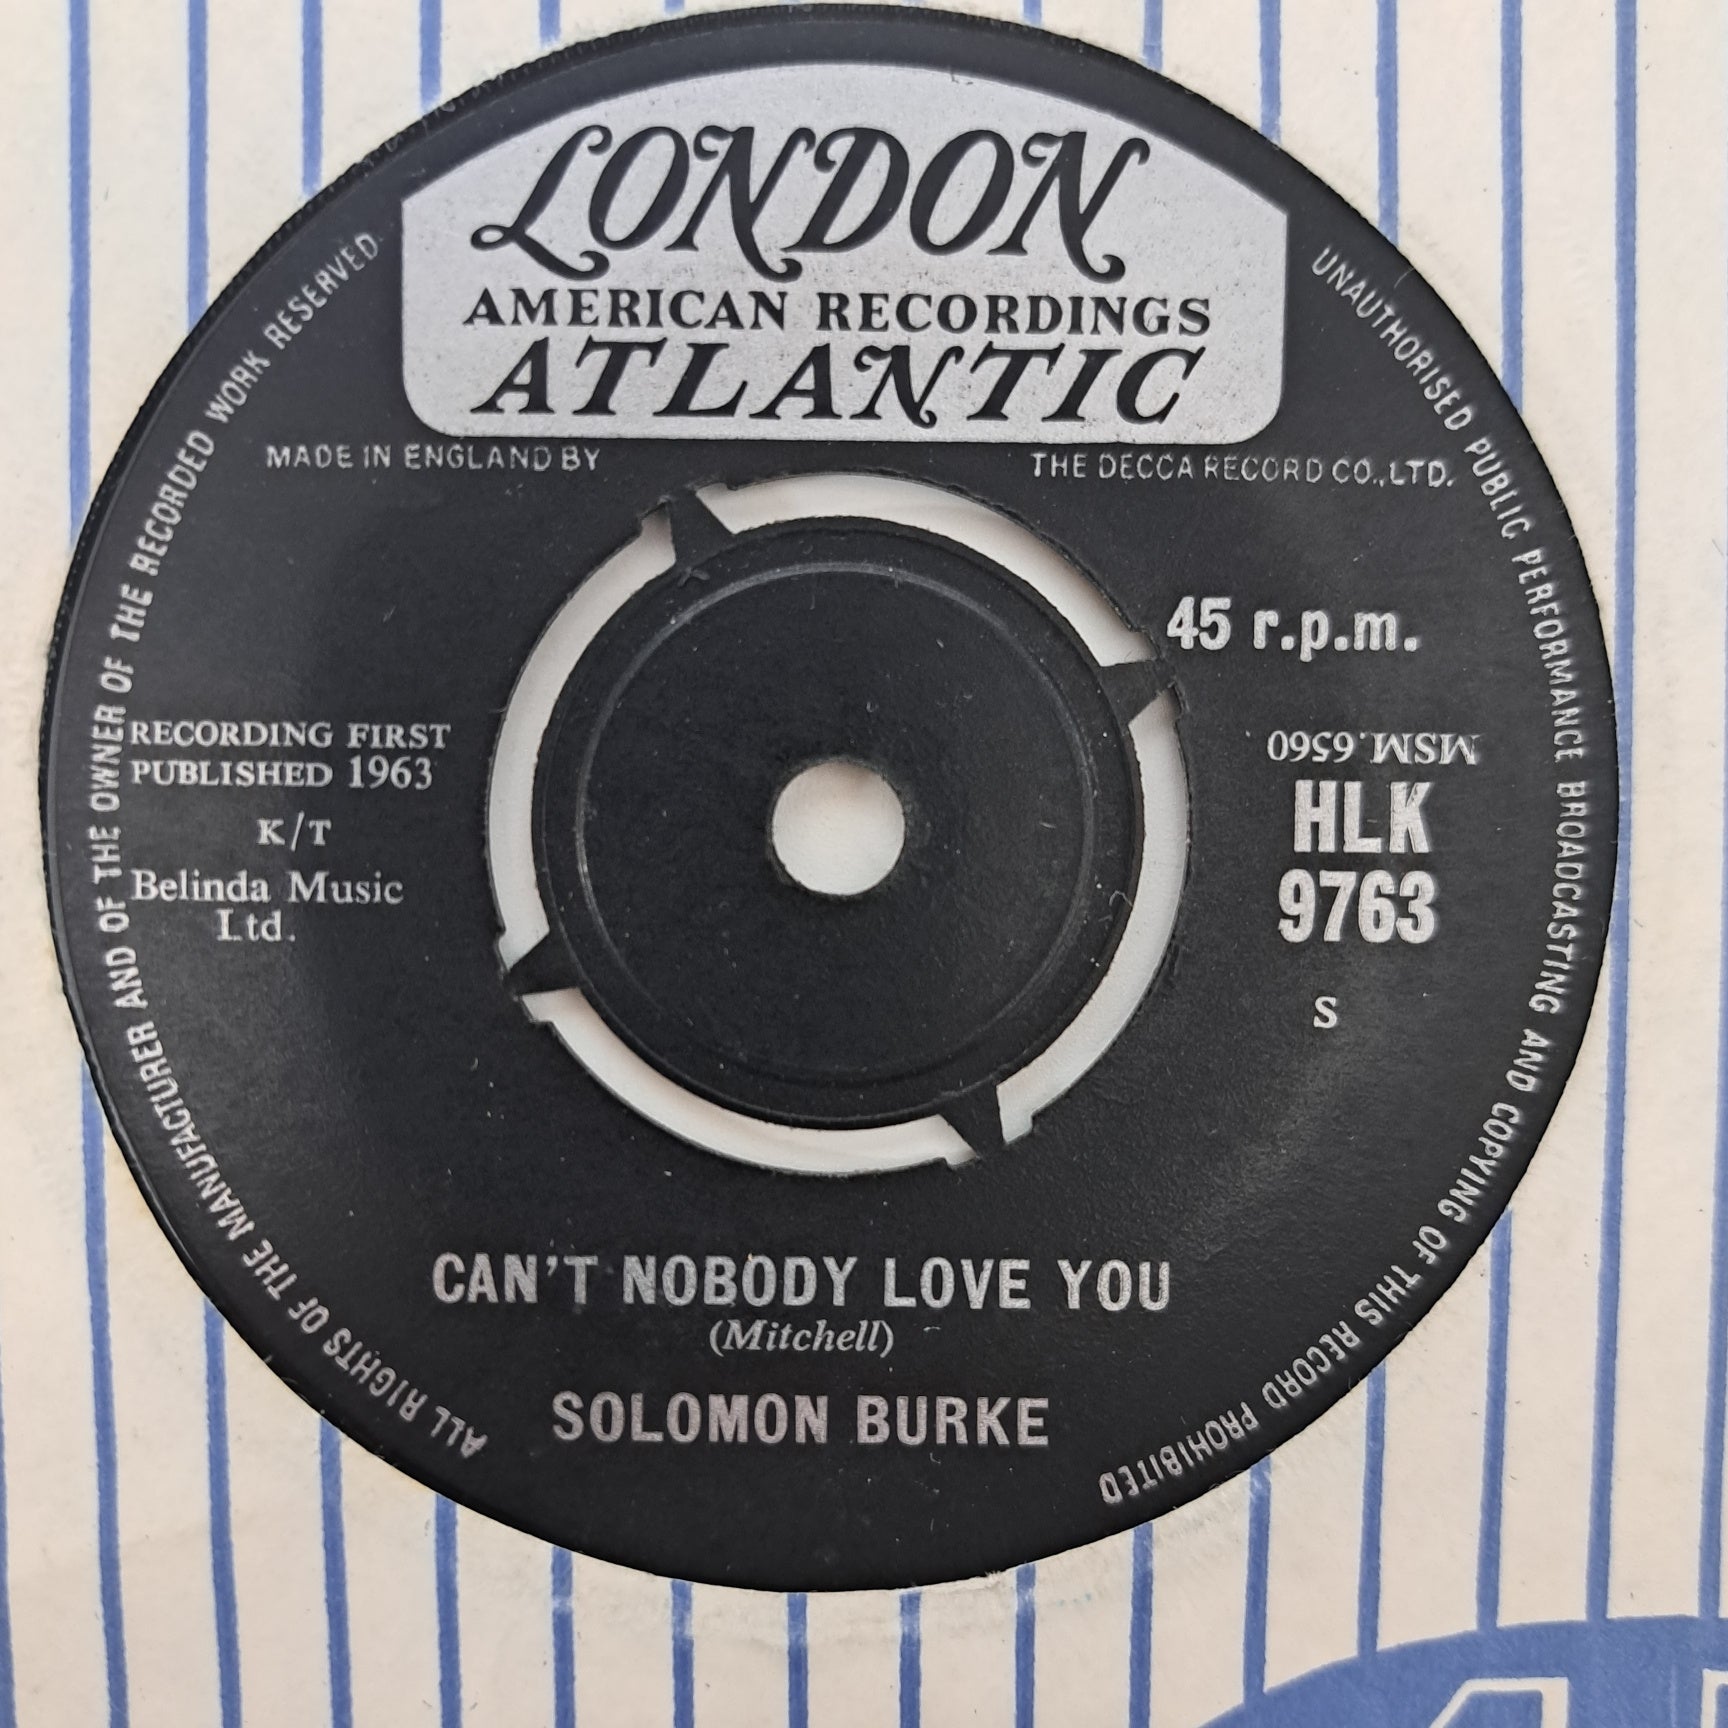 LONDON
AMERICAN RECORDINGS
ATLANTIC
MADE IN ENGLAND BY THE DECCA RECORD CO., LTD.
45 r.p.m.
RECORDING FIRST
PUBLISHED 1963
K/T
Belinda Music
Ltd.
MSM.6560
HLK
9763
S
CAN'T NOBODY LOVE YOU
(Mitchell)
SOLOMON BURKE
ALL RIGHTS OF THE MANUFACTURER AND OF THE OWNER OF THE RECORDED WORK RESERVED
UNAUTHORISED PUBLIC PERFORMANCE BROADCASTING AND COPYING OF THIS RECORD PROHIBITED